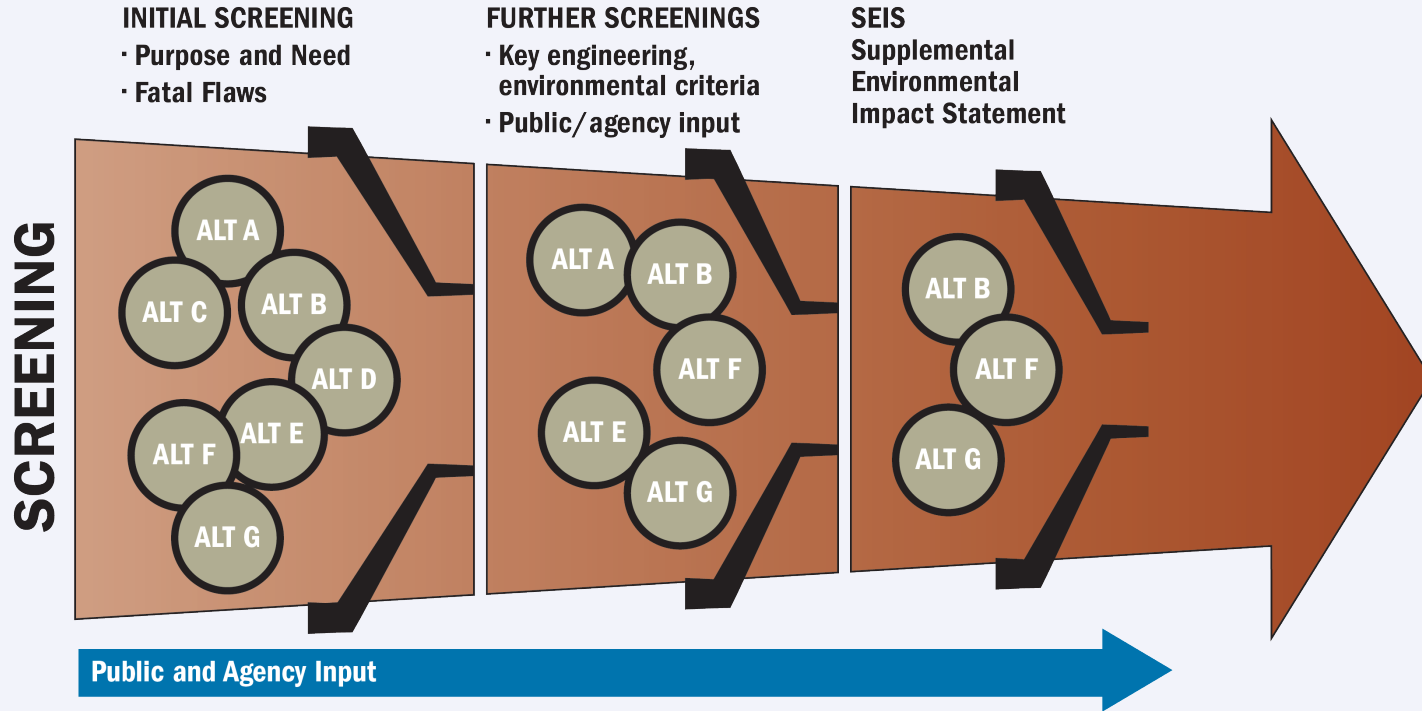 INITIAL SCREENING
· Purpose and Need
· Fatal Flaws
FURTHER SCREENINGS
· Key engineering,
environmental criteria
· Public/agency input
SEIS
Supplemental
Environmental
Impact Statement
SCREENING
ALT A
ALT C
ALT B
ALT D
ALT E
ALT F
ALT G
ALT A
ALT B
ALT F
ALT E
ALT G
ALT B
ALT F
ALT G
Public and Agency Input